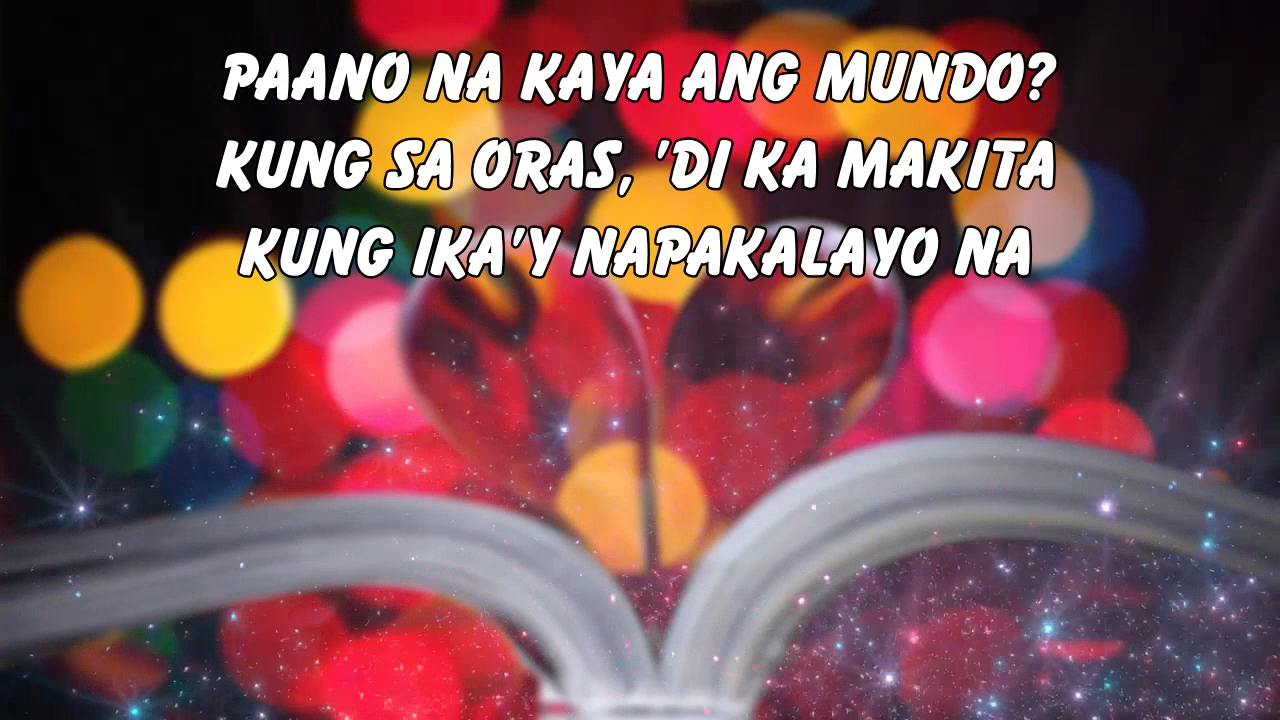 PAANO NA KAYA ANG MUNDO?
KUNG SA ORAS, 'DI KA MAKITA
KUNG IKA'Y NAPAKALAYO NA